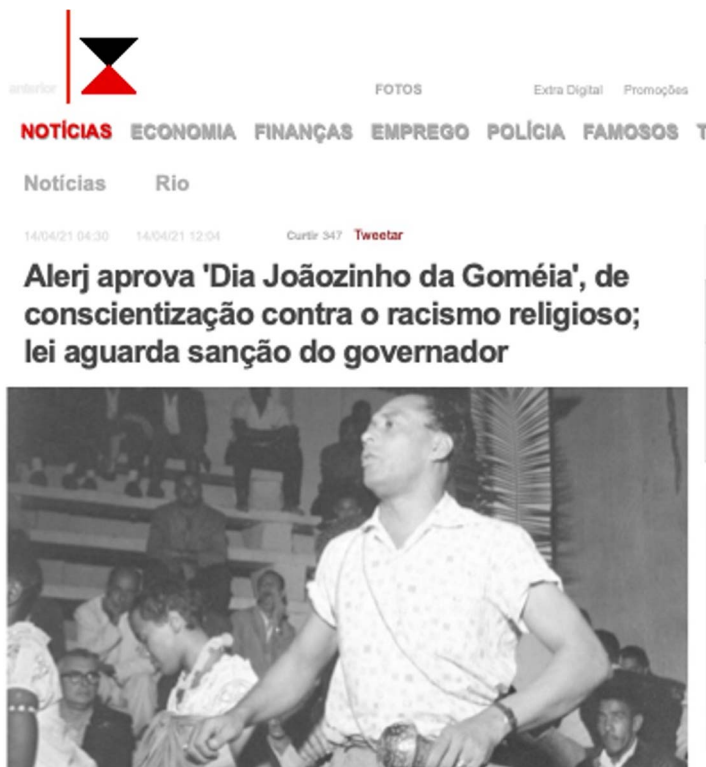 anterior
FOTOS Extra Digital Promoções
NOTÍCIAS ECONOMIA FINANÇAS EMPREGO POLÍCIA FAMOSOS T
Notícias Rio
14/04/21 04:30 14/04/21 12:04 Curtir 347 Tweetar
Alerj aprova 'Dia Joãozinho da Goméia', de
conscientização contra o racismo religioso;
lei aguarda sanção do governador